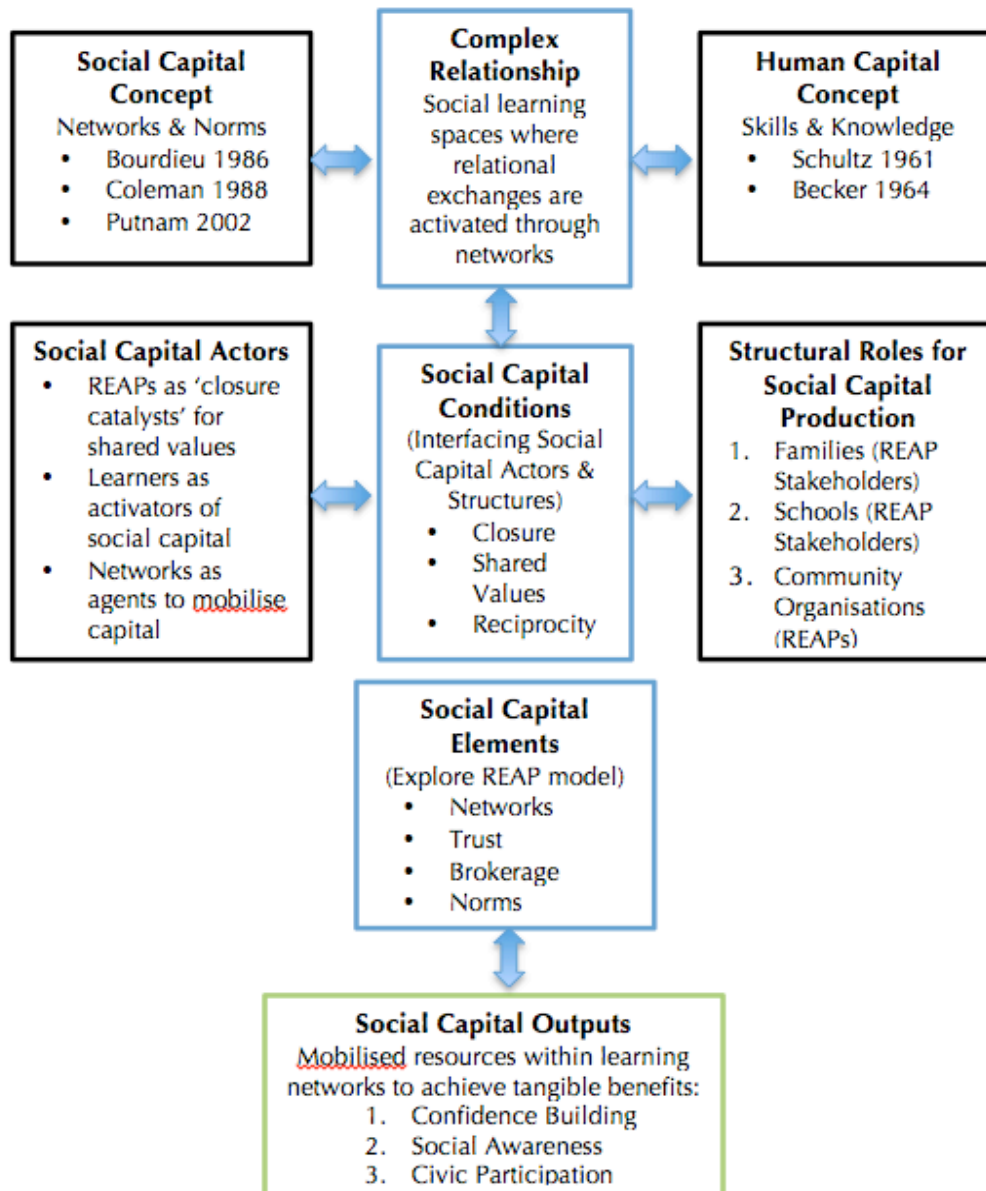 Social Capital
Concept
Networks & Norms
• Bourdieu 1986
• Coleman 1988
• Putnam 2002
Complex
Relationship
Social learning
spaces where
relational
exchanges are
activated through
networks
Human Capital
Concept
Skills & Knowledge
• Schultz 1961
• Becker 1964
Social Capital Actors
• REAPs as ‘closure
catalysts’ for
shared values
• Learners as
activators of
social capital
• Networks as
agents to mobilise
capital
Social Capital
Conditions
(Interfacing Social
Capital Actors &
Structures)
• Closure
• Shared
Values
• Reciprocity
Structural Roles for
Social Capital
Production
1. Families (REAP
Stakeholders)
2. Schools (REAP
Stakeholders)
3. Community
Organisations
(REAPs)
Social Capital
Elements
(Explore REAP model)
• Networks
• Trust
• Brokerage
• Norms
Social Capital Outputs
Mobilised resources within learning
networks to achieve tangible benefits:
1. Confidence Building
2. Social Awareness
3. Civic Participation